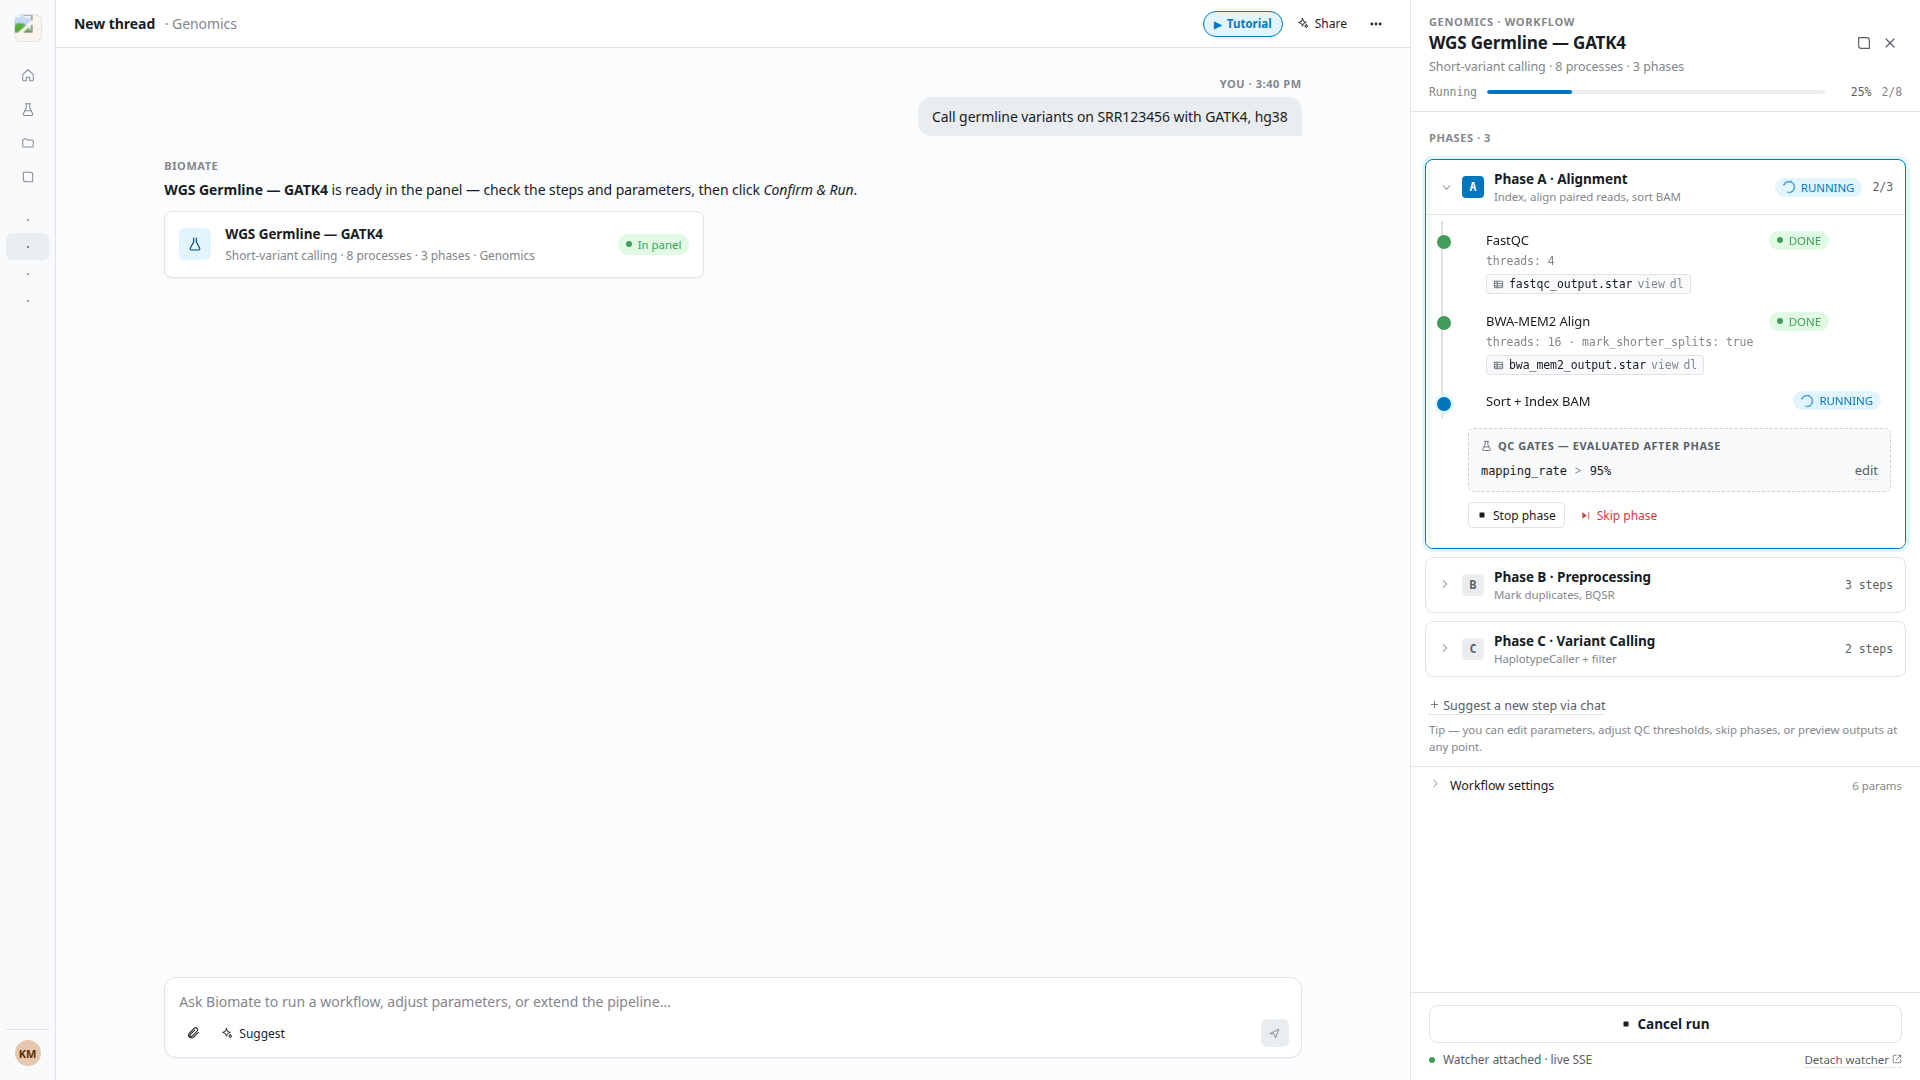 New thread · Genomics
▶ Tutorial
Share
YOU · 3:40 PM
Call germline variants on SRR123456 with GATK4, hg38
BIOMATE
WGS Germline — GATK4 is ready in the panel — check the steps and parameters, then click Confirm & Run.
WGS Germline — GATK4
Short-variant calling · 8 processes · 3 phases · Genomics
In panel
Ask Biomate to run a workflow, adjust parameters, or extend the pipeline...
Suggest
KM
GENOMICS · WORKFLOW
WGS Germline — GATK4
Short-variant calling · 8 processes · 3 phases
Running 25% 2/8
PHASES · 3
A Phase A · Alignment RUNNING 2/3
Index, align paired reads, sort BAM
FastQC DONE
threads: 4
fastqc_output.star view dl
BWA-MEM2 Align DONE
threads: 16 · mark_shorter_splits: true
bwa_mem2_output.star view dl
Sort + Index BAM RUNNING
QC GATES — EVALUATED AFTER PHASE
mapping_rate > 95% edit
Stop phase Skip phase
B Phase B · Preprocessing 3 steps
Mark duplicates, BQSR
C Phase C · Variant Calling 2 steps
HaplotypeCaller + filter
+ Suggest a new step via chat
Tip — you can edit parameters, adjust QC thresholds, skip phases, or preview outputs at
any point.
Workflow settings 6 params
Cancel run
Watcher attached · live SSE Detach watcher